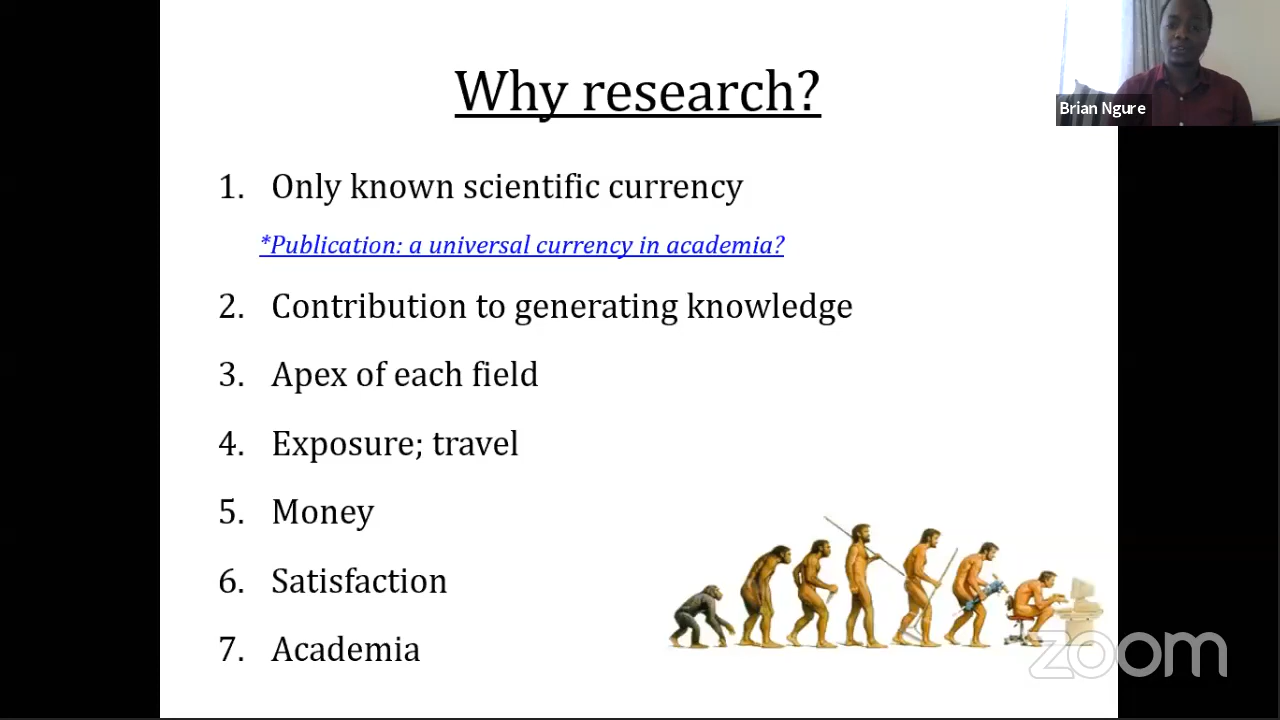 Why research?
Brian Ngure
1. Only known scientific currency
*Publication: a universal currency in academia?
2. Contribution to generating knowledge
3. Apex of each field
4. Exposure; travel
5. Money
6. Satisfaction
7. Academia
zoom